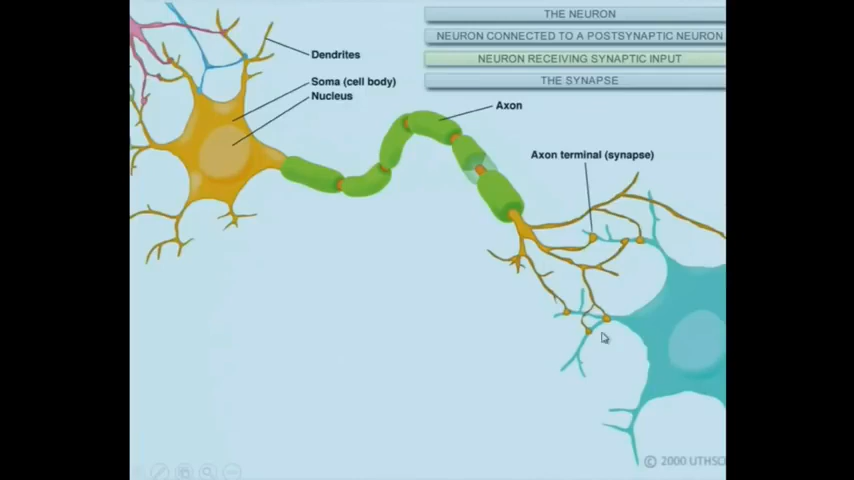 THE NEURON
NEURON CONNECTED TO A POSTSYNAPTIC NEURON
NEURON RECEIVING SYNAPTIC INPUT
THE SYNAPSE
Dendrites
Soma (cell body)
Nucleus
Axon
Axon terminal (synapse)
© 2000 UTHSC